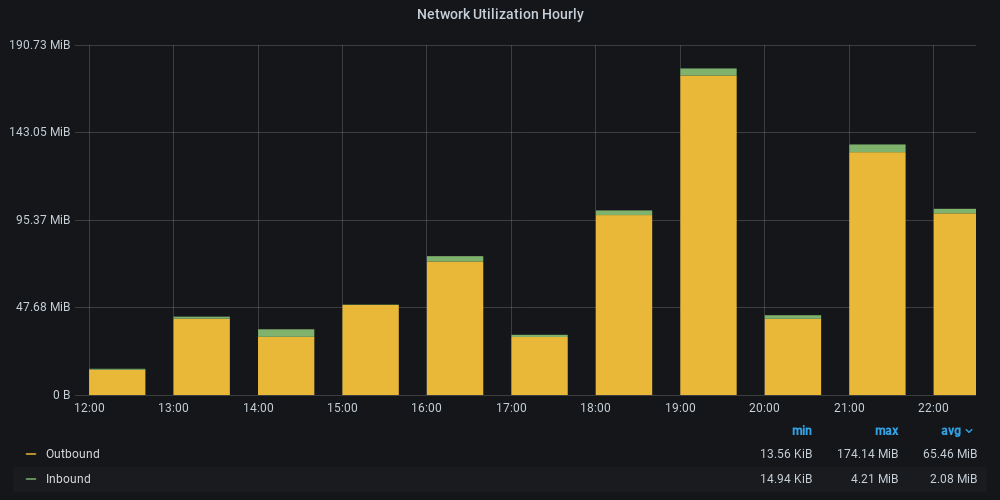 Network Utilization Hourly
190.73 MiB
143.05 MiB
95.37 MiB
47.68 MiB
0 B
12:00 13:00 14:00 15:00 16:00 17:00 18:00 19:00 20:00 21:00 22:00
min max avg
Outbound 13.56 KiB 174.14 MiB 65.46 MiB
Inbound 14.94 KiB 4.21 MiB 2.08 MiB